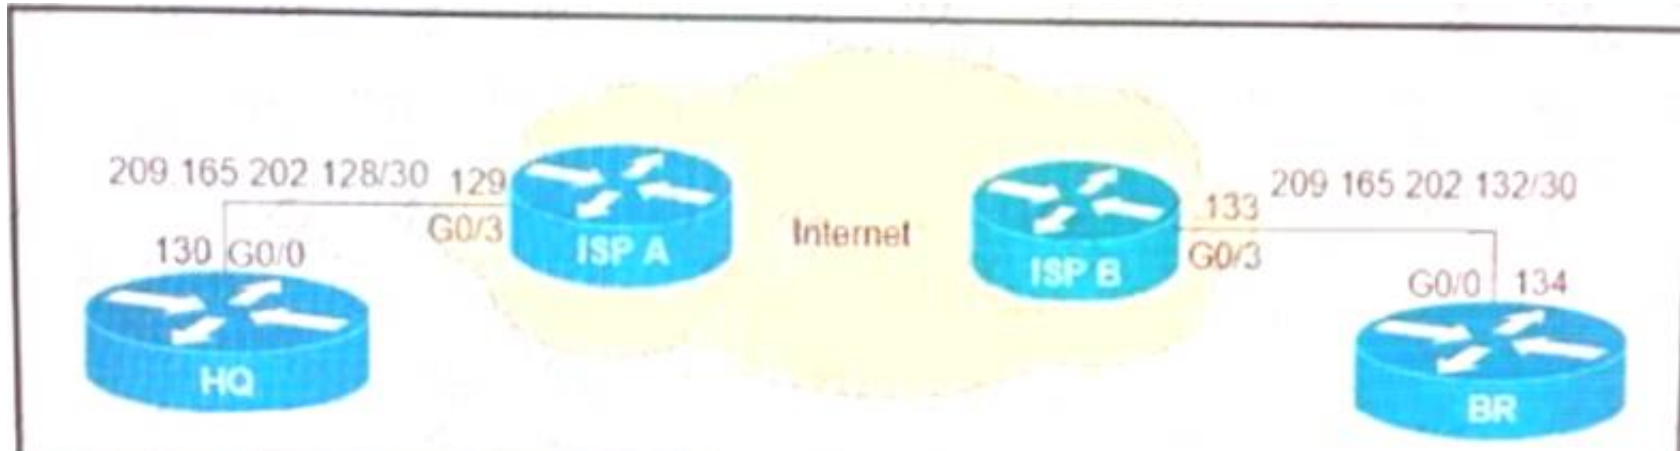 209.165 202 128/30 129
G0/3
130 G0/0
HQ
ISP A
Internet
ISP B
.133 209 165 202 132/30
G0/3
G0/0 134
BR